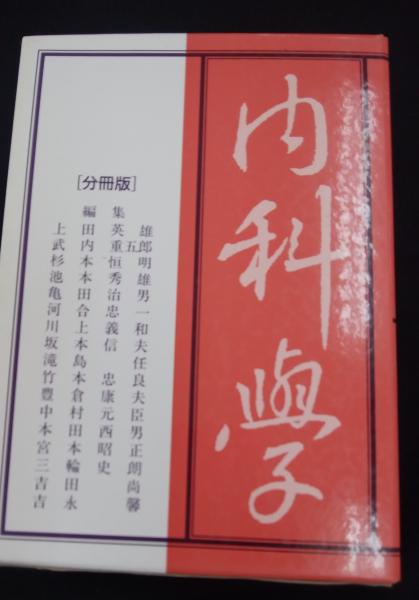 内科學
[分冊版]
編集
上田英雄
武内重五郎
杉本恒明
池本秀雄
亀田治男
河合忠一
川上義和
坂本信夫
滝島任
竹本忠良
豊倉康夫
中村元臣
本田西男
宮本昭正
三輪史朗
吉田尚
吉永馨